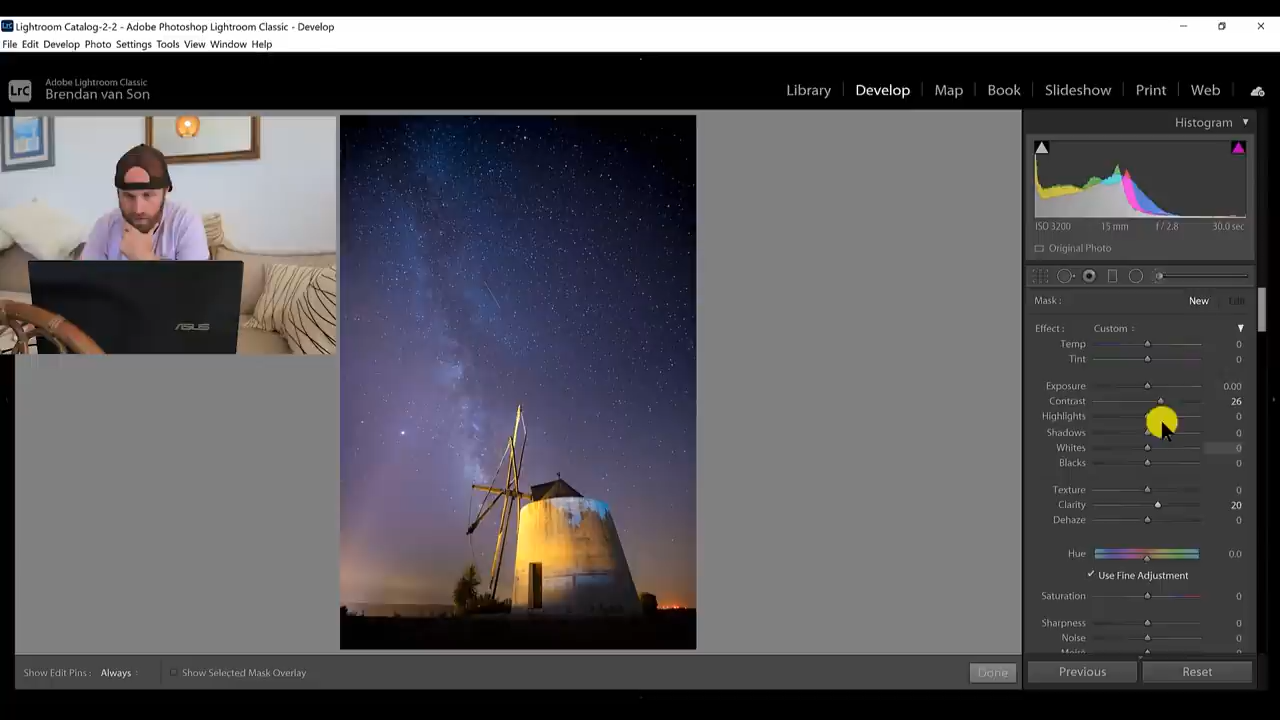 Lightroom Catalog-2-2 - Adobe Photoshop Lightroom Classic - Develop
File Edit Develop Photo Settings Tools View Window Help
LrC
Adobe Lightroom Classic
Brendan van Son
Library Develop Map Book Slideshow Print Web
Histogram
ISO 3200 15 mm f / 2.8 30.0 sec
Original Photo
Mask : New Edit
Effect : Custom
Temp 0
Tint 0
Exposure 0.00
Contrast 26
Highlights 0
Shadows 0
Whites 0
Blacks 0
Texture 0
Clarity 20
Dehaze 0
Hue 0.0
Use Fine Adjustment
Saturation 0
Sharpness 0
Noise 0
ASUS
Show Edit Pins : Always Show Selected Mask Overlay Done
Previous Reset